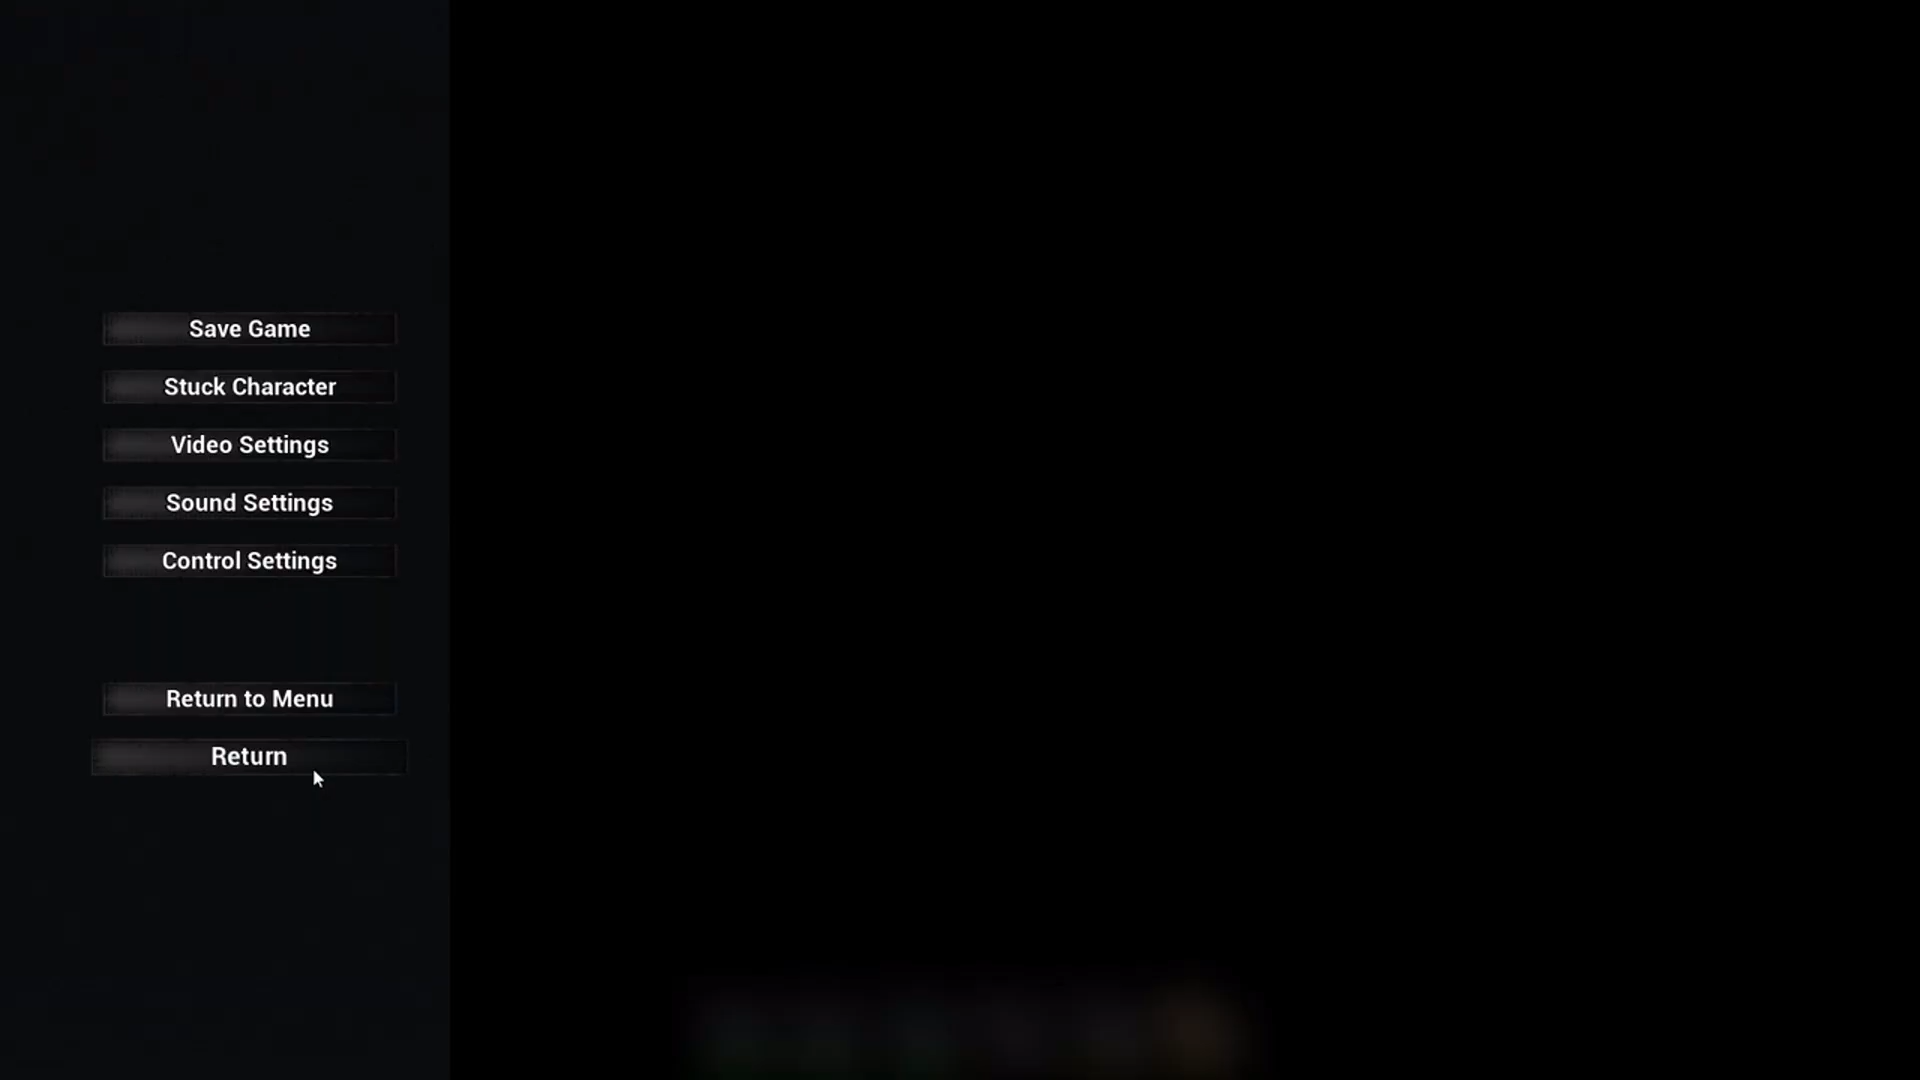 Save Game
Stuck Character
Video Settings
Sound Settings
Control Settings
Return to Menu
Return